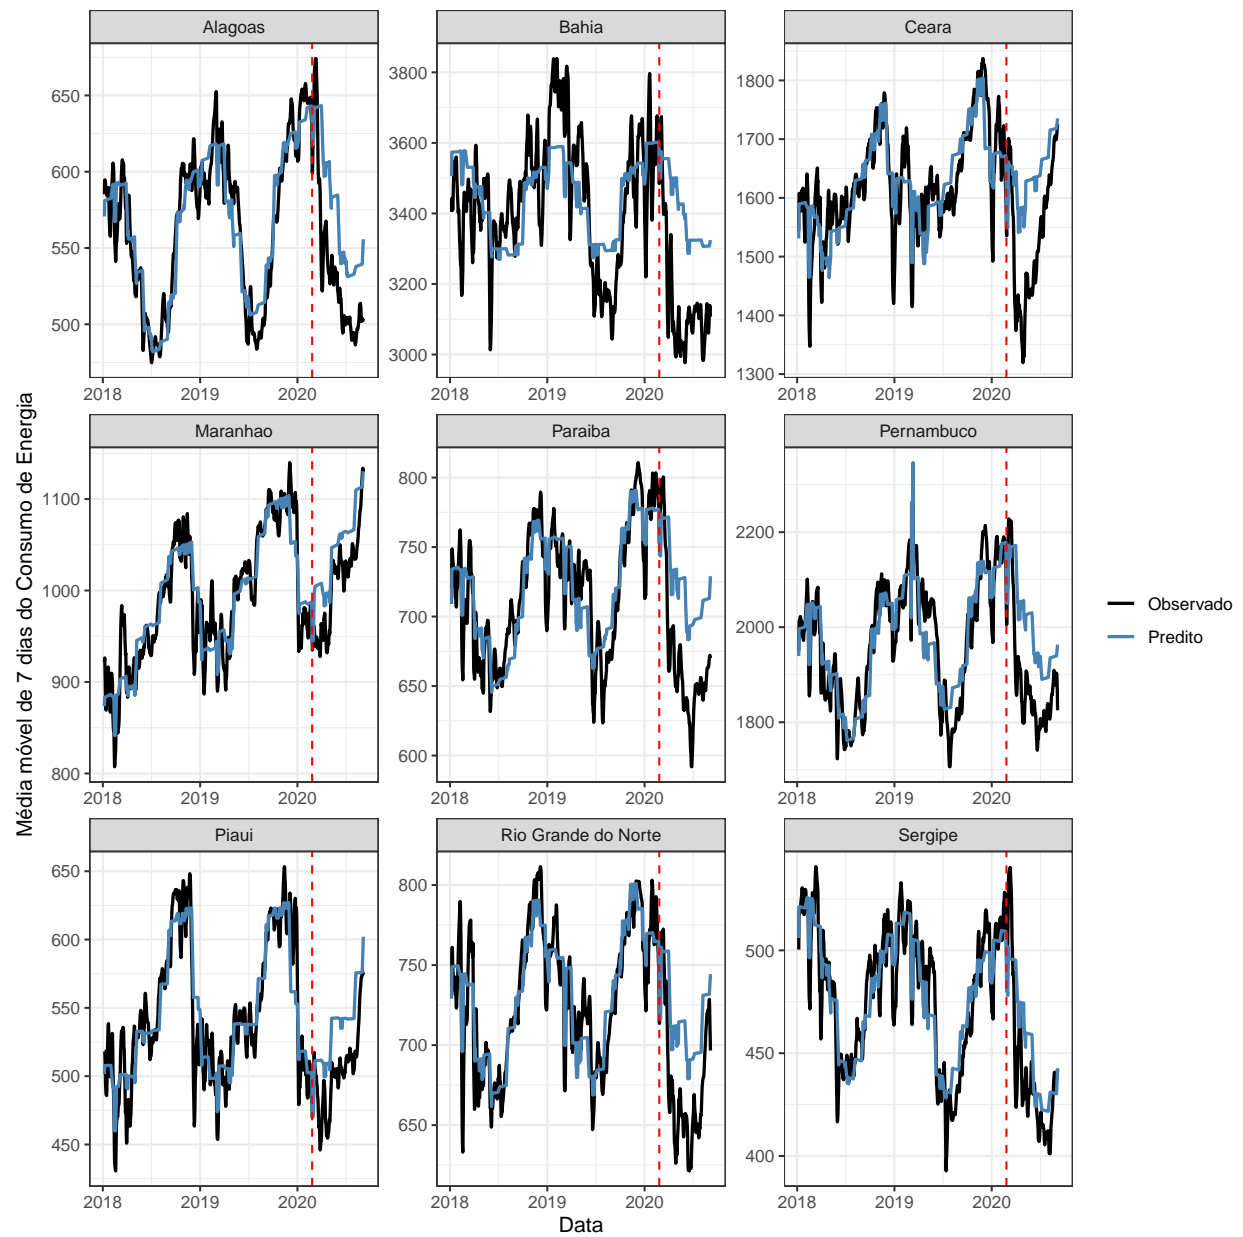 Alagoas
Bahia
Ceara
650
600
550
500
3800
3600
3400
3200
3000
1800
1700
1600
1500
1400
1300
2018 2019 2020
2018 2019 2020
2018 2019 2020
Maranhao
Paraiba
Pernambuco
1100
1000
900
800
800
750
700
650
600
2200
2000
1800
2018 2019 2020
2018 2019 2020
2018 2019 2020
Piaui
Rio Grande do Norte
Sergipe
650
600
550
500
450
800
750
700
650
500
450
400
2018 2019 2020
2018 2019 2020
2018 2019 2020
Data
Média móvel de 7 dias do Consumo de Energia
Observado
Predito